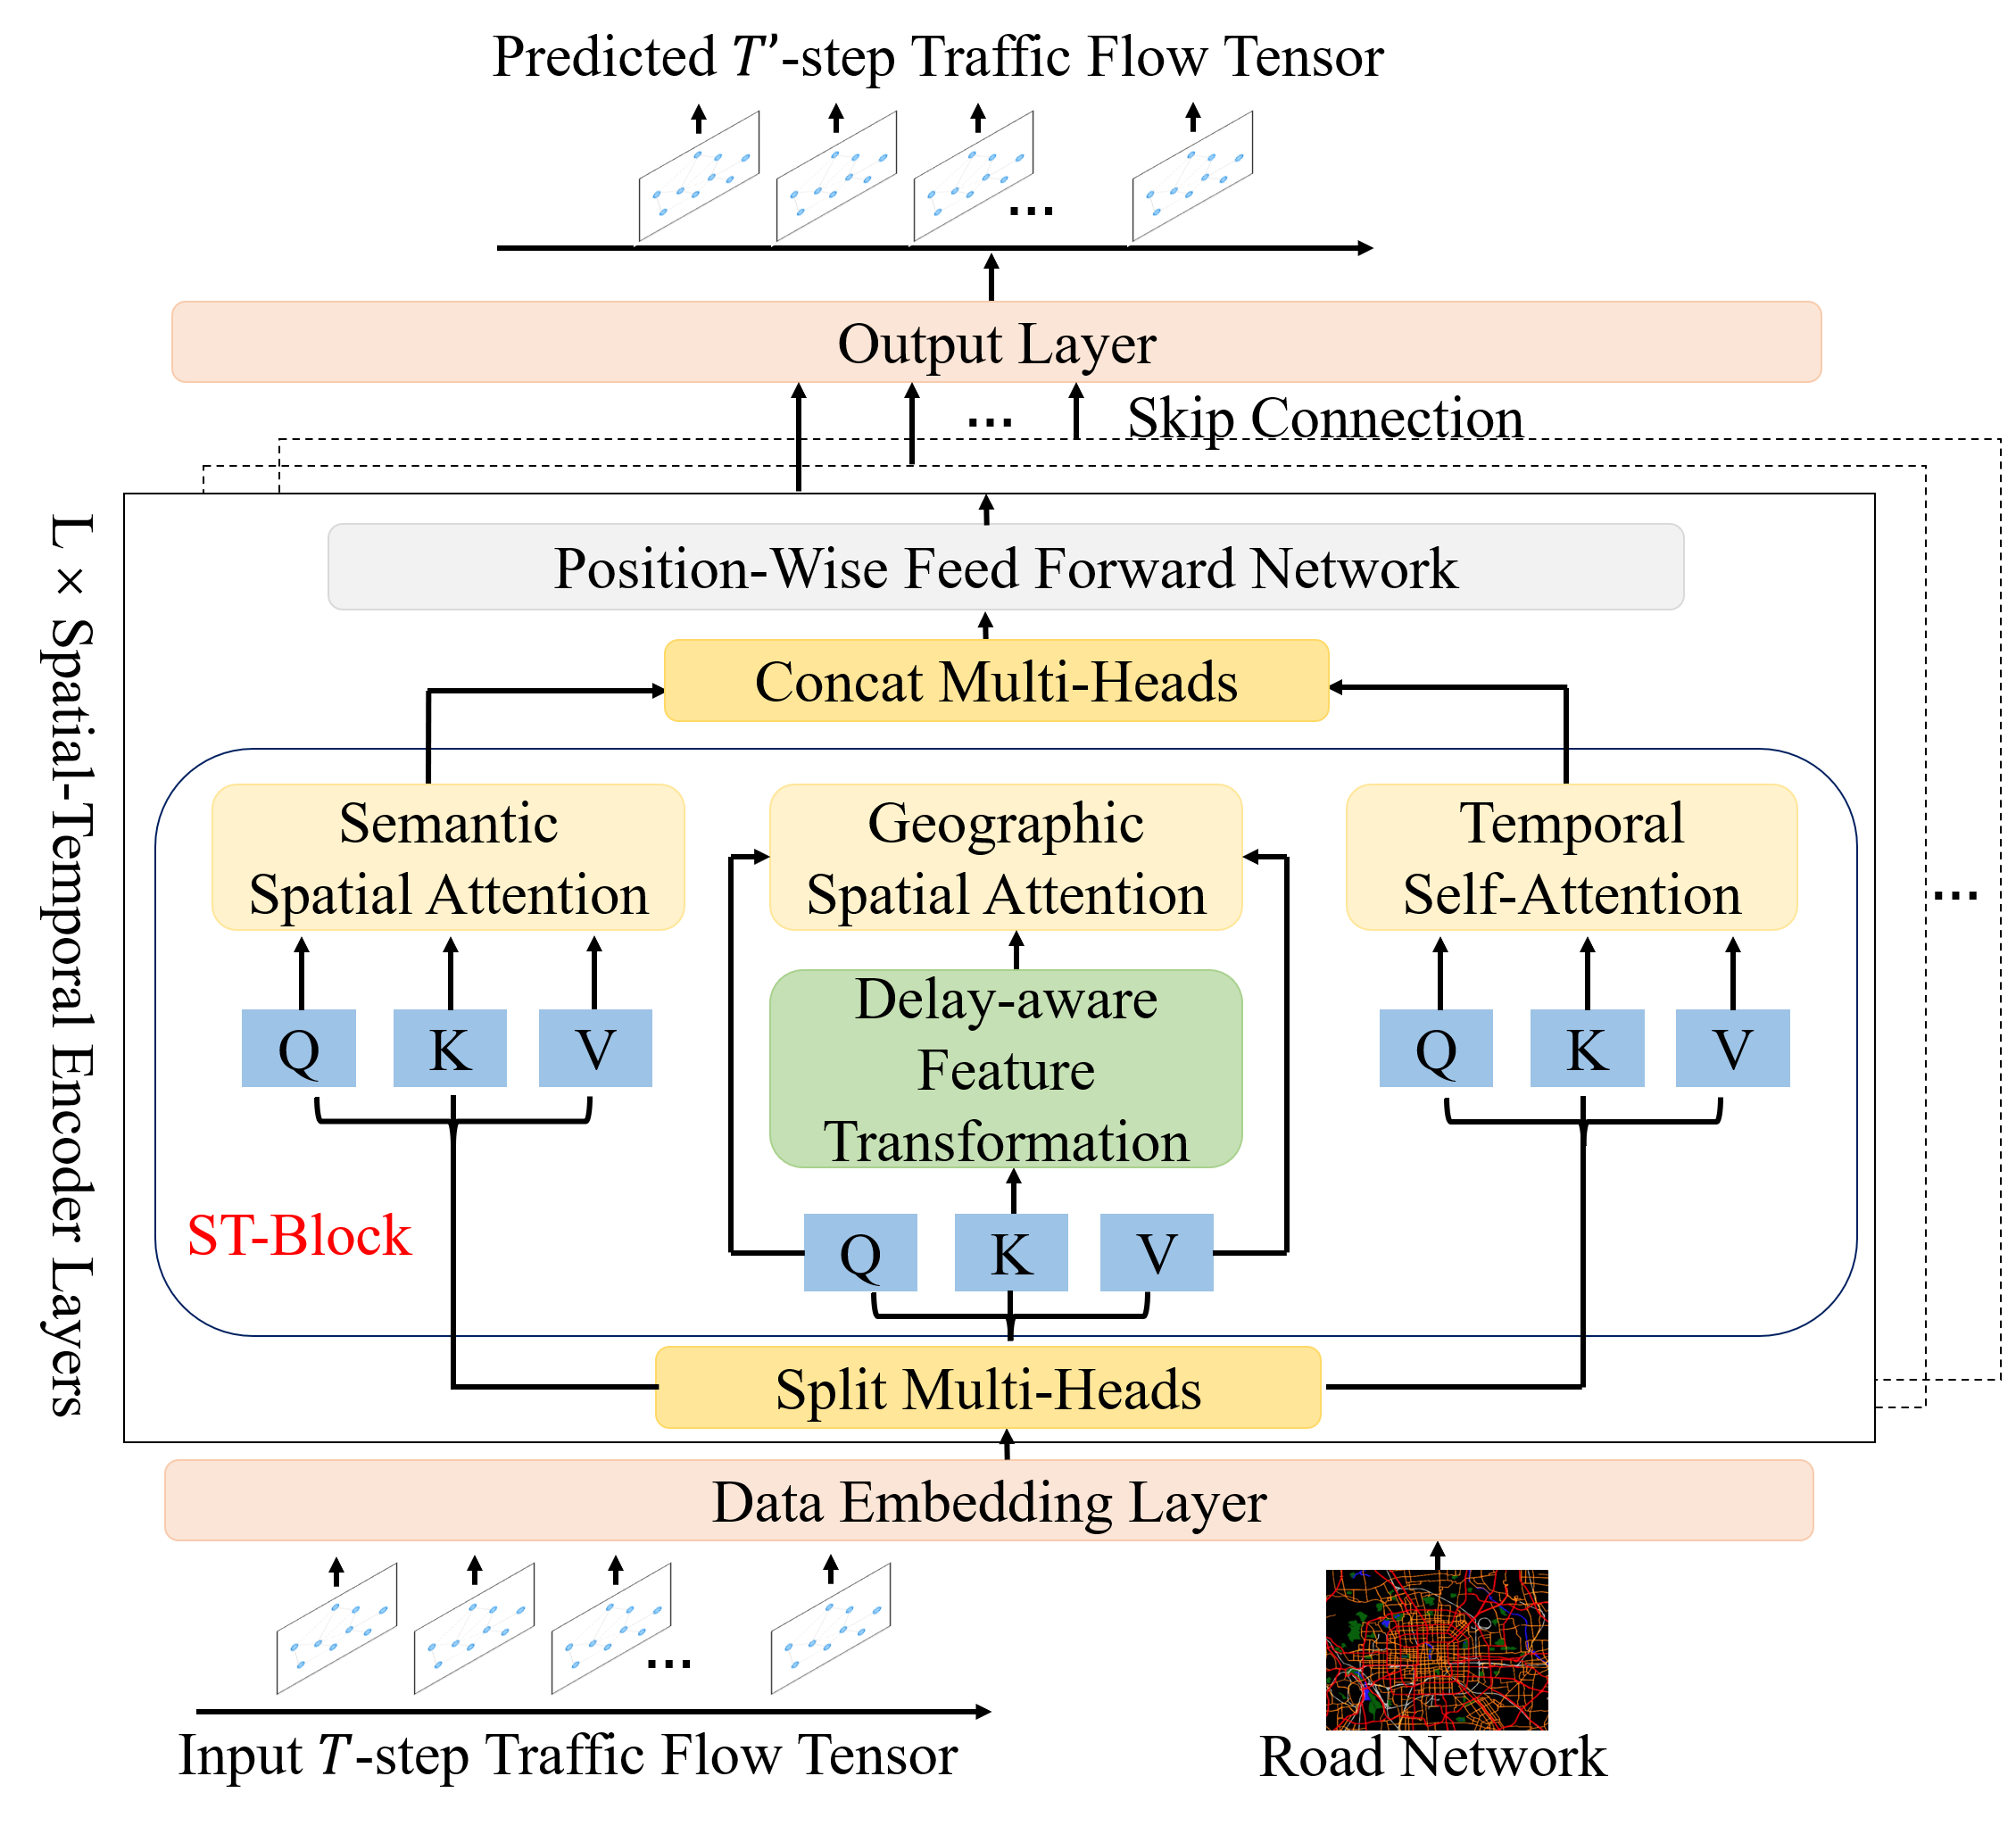 Predicted T’-step Traffic Flow Tensor
...
Output Layer
...
Skip Connection
L × Spatial-Temporal Encoder Layers
Position-Wise Feed Forward Network
Concat Multi-Heads
Semantic
Spatial Attention
Geographic
Spatial Attention
Temporal
Self-Attention
...
Q K V
Delay-aware
Feature
Transformation
Q K V
ST-Block
Q K V
Split Multi-Heads
Data Embedding Layer
...
Input T-step Traffic Flow Tensor
Road Network